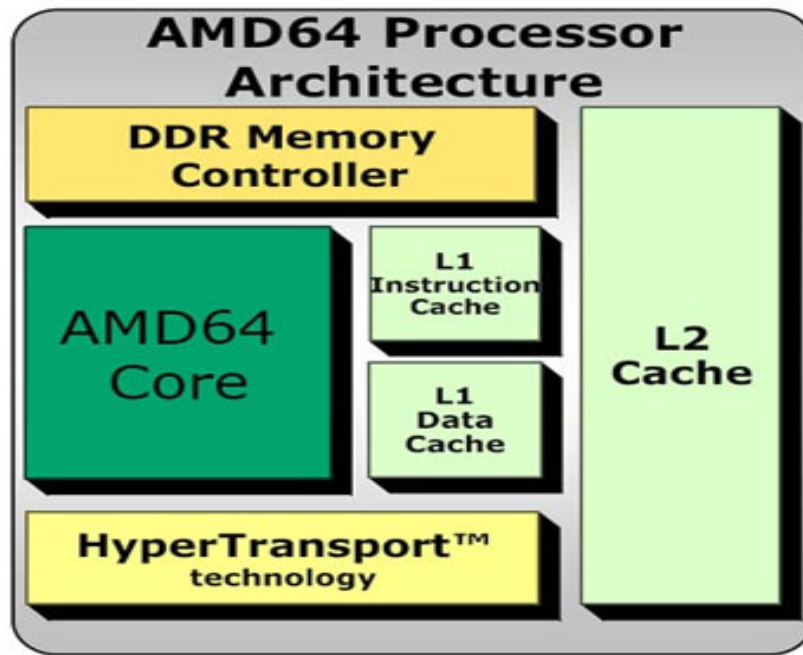 AMD64 Processor
Architecture
DDR Memory
Controller
AMD64
Core
L1
Instruction
Cache
L1
Data
Cache
L2
Cache
HyperTransport™
technology